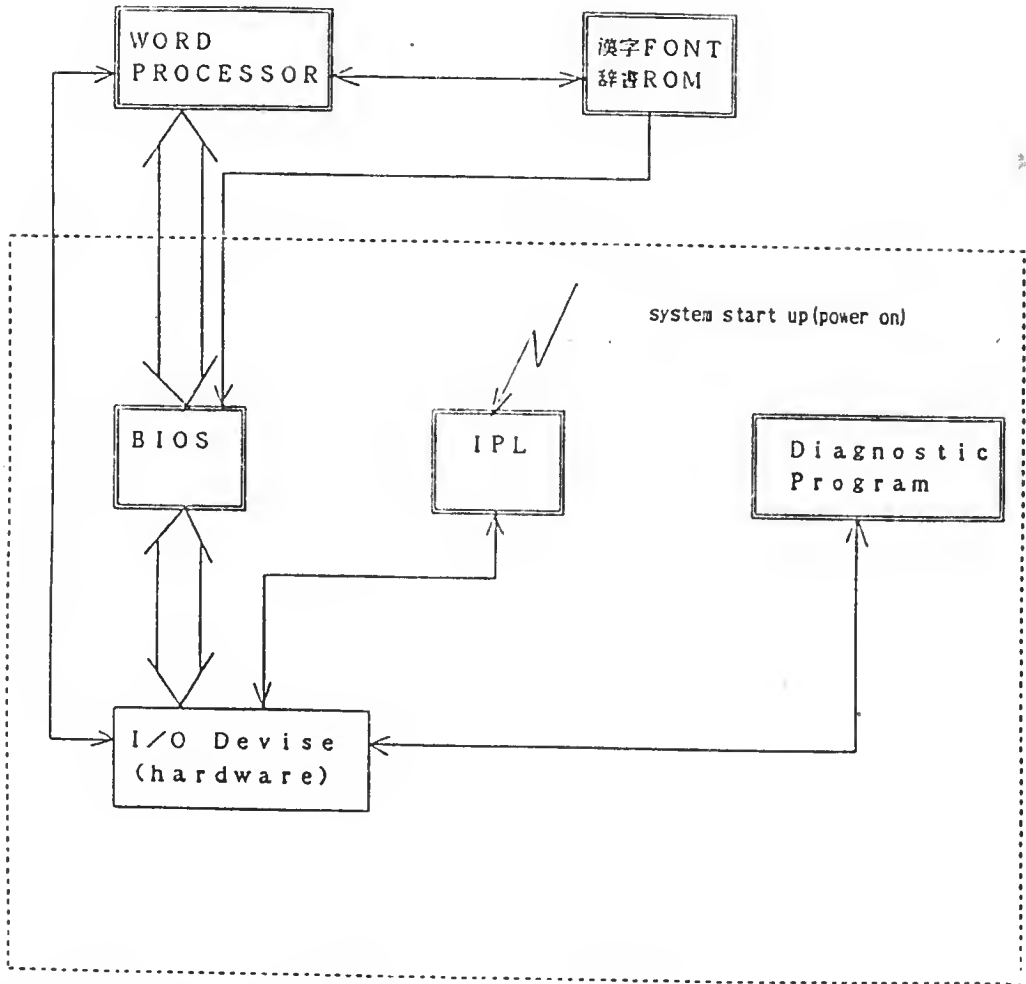 WORD
PROCESSOR
漢字FONT
辞書ROM
system start up(power on)
BIOS
IPL
Diagnostic
Program
I/O Devise
(hardware)